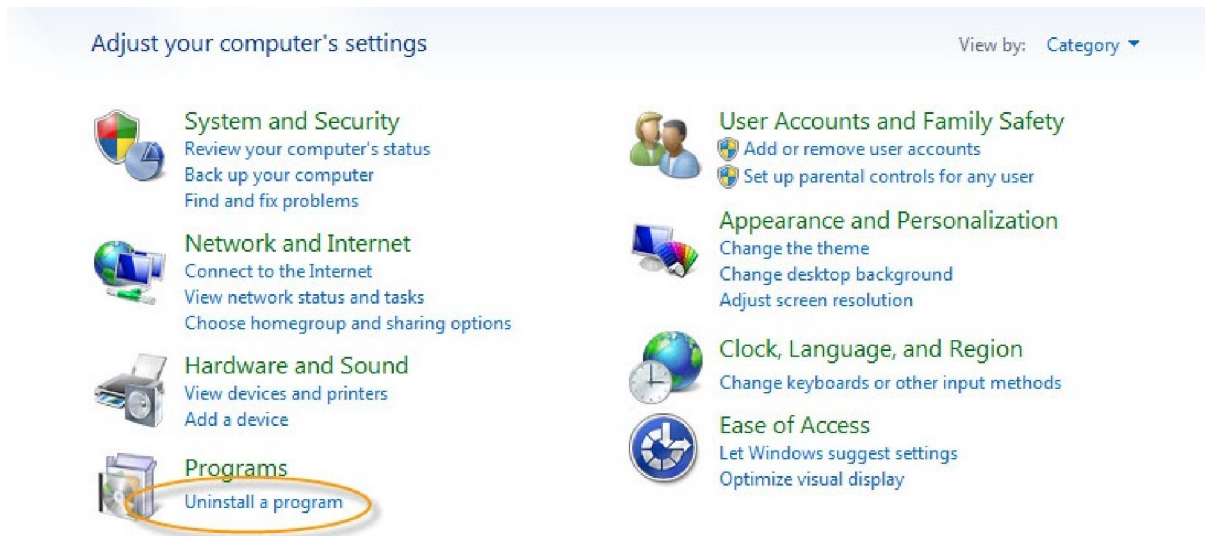 Adjust your computer's settings
View by: Category
System and Security
Review your computer's status
Back up your computer
Find and fix problems
Network and Internet
Connect to the Internet
View network status and tasks
Choose homegroup and sharing options
Hardware and Sound
View devices and printers
Add a device
Programs
Uninstall a program
User Accounts and Family Safety
Add or remove user accounts
Set up parental controls for any user
Appearance and Personalization
Change the theme
Change desktop background
Adjust screen resolution
Clock, Language, and Region
Change keyboards or other input methods
Ease of Access
Let Windows suggest settings
Optimize visual display